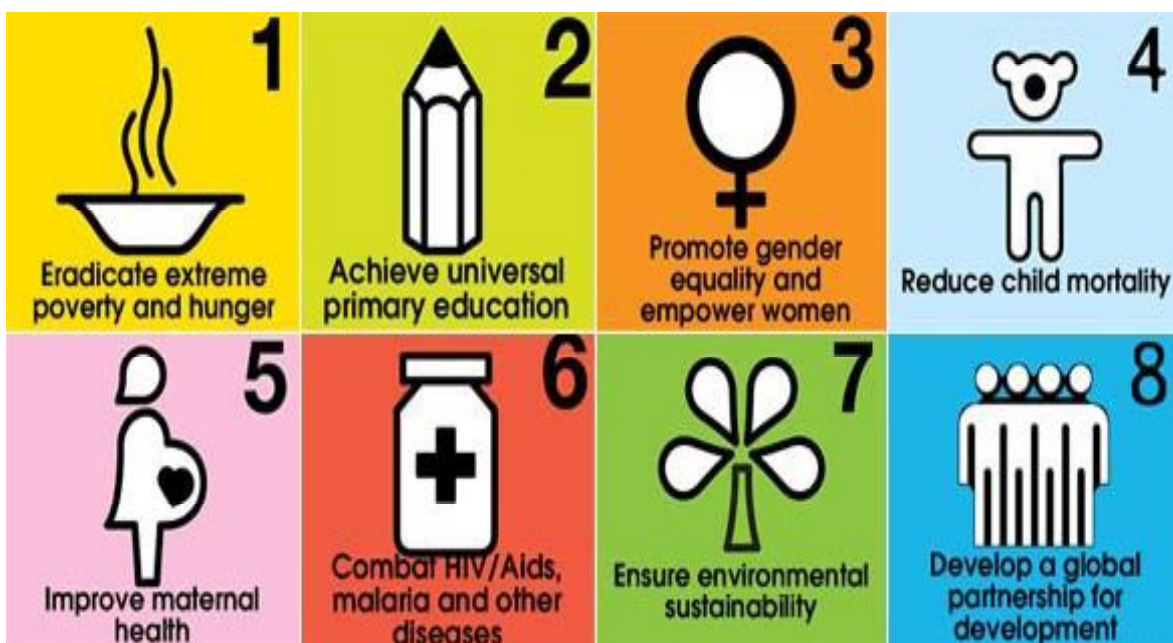 1
Eradicate extreme
poverty and hunger
2
Achieve universal
primary education
3
Promote gender
equality and
empower women
4
Reduce child mortality
5
Improve maternal
health
6
Combat HIV/Aids,
malaria and other
diseases
7
Ensure environmental
sustainability
8
Develop a global
partnership for
development